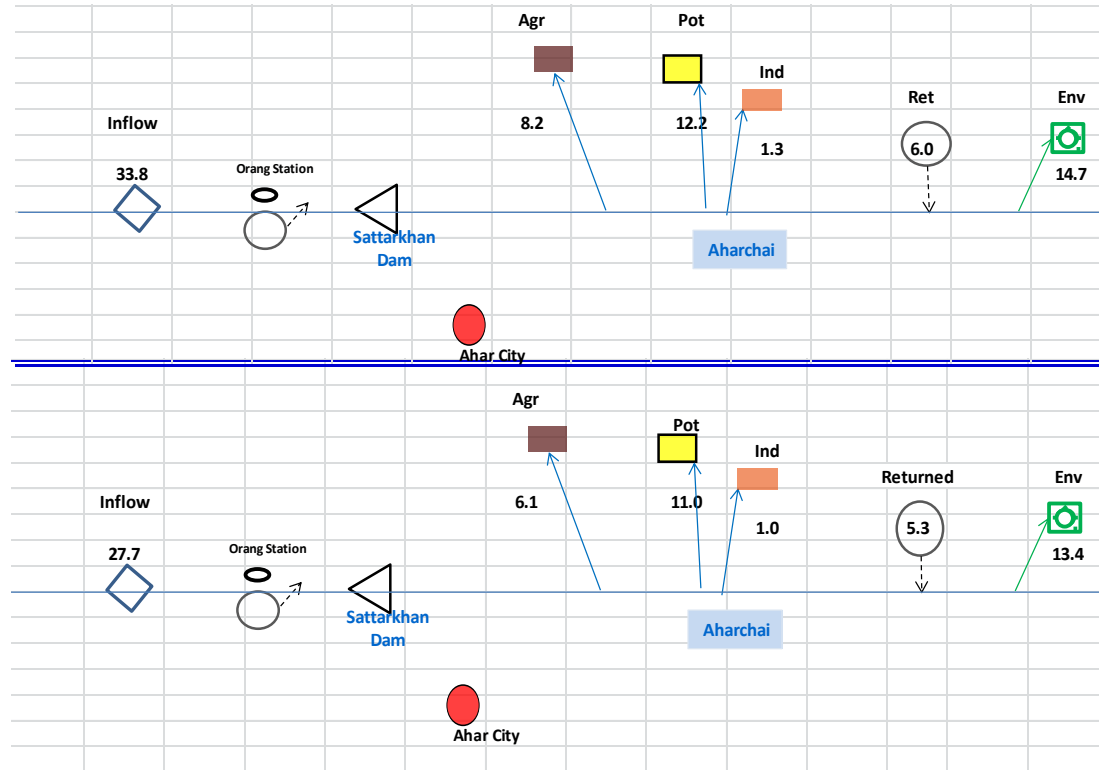 Agr
Pot
Ind
Ret
Env
Inflow
8.2
12.2
1.3
6.0
14.7
33.8
Orang Station
Sattarkhan
Dam
Aharchai
Ahar City
Agr
Pot
Ind
Returned
Env
Inflow
6.1
11.0
1.0
5.3
13.4
27.7
Orang Station
Sattarkhan
Dam
Aharchai
Ahar City